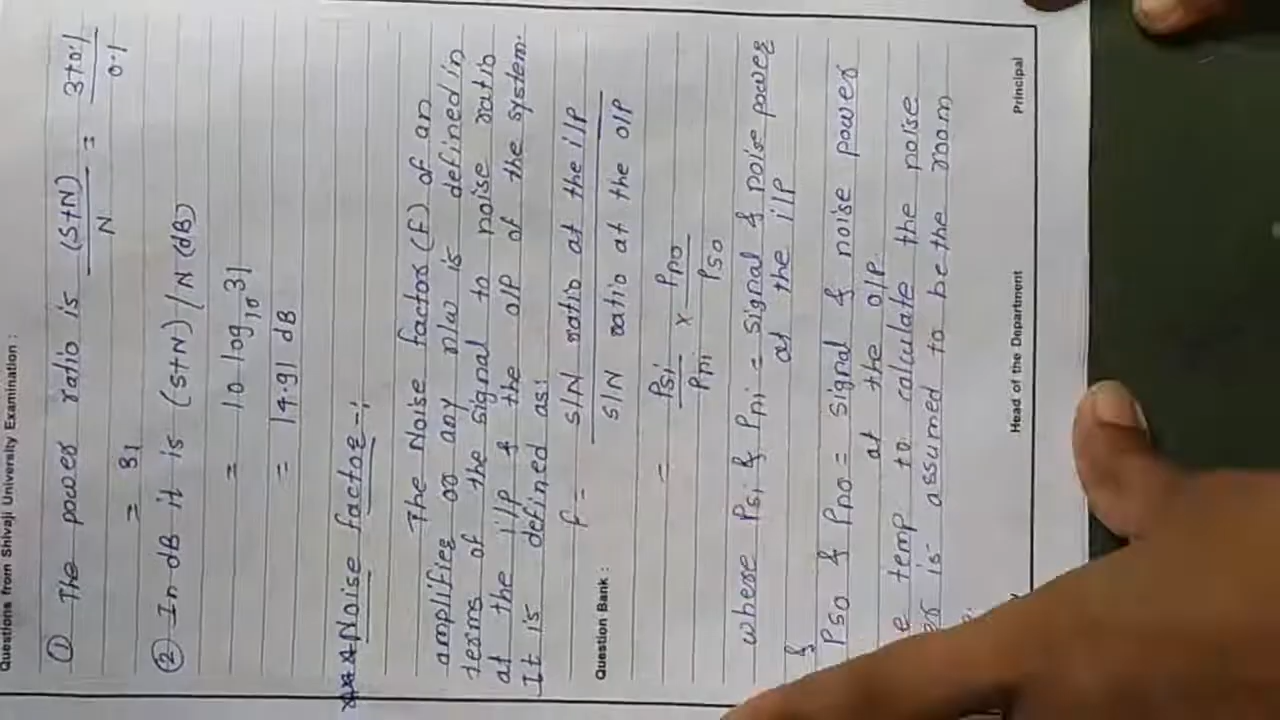 Questions from Shivaji University Examination :
① The power ratio is (S+N) / N = 3+0.1 / 0.1
= 31
② In dB it is (S+N)/N (dB)
= 10 log10 31
= 14.91 dB
*** Noise factor -:
The Noise factor (F) of an
amplifier or any n/w is defined in
terms of the signal to noise ratio
at the i/p & the o/p of the system.
It is defined as:
F = S/N ratio at the i/p / S/N ratio at the o/p
Question Bank :
= Psi / Pni × Pno / Pso
where Psi & Pni = signal & noise power
at the i/p
&
Pso & Pno = signal & noise power
at the o/p.
temp to calculate the noise
is assumed to be the room
Head of the Department
Principal